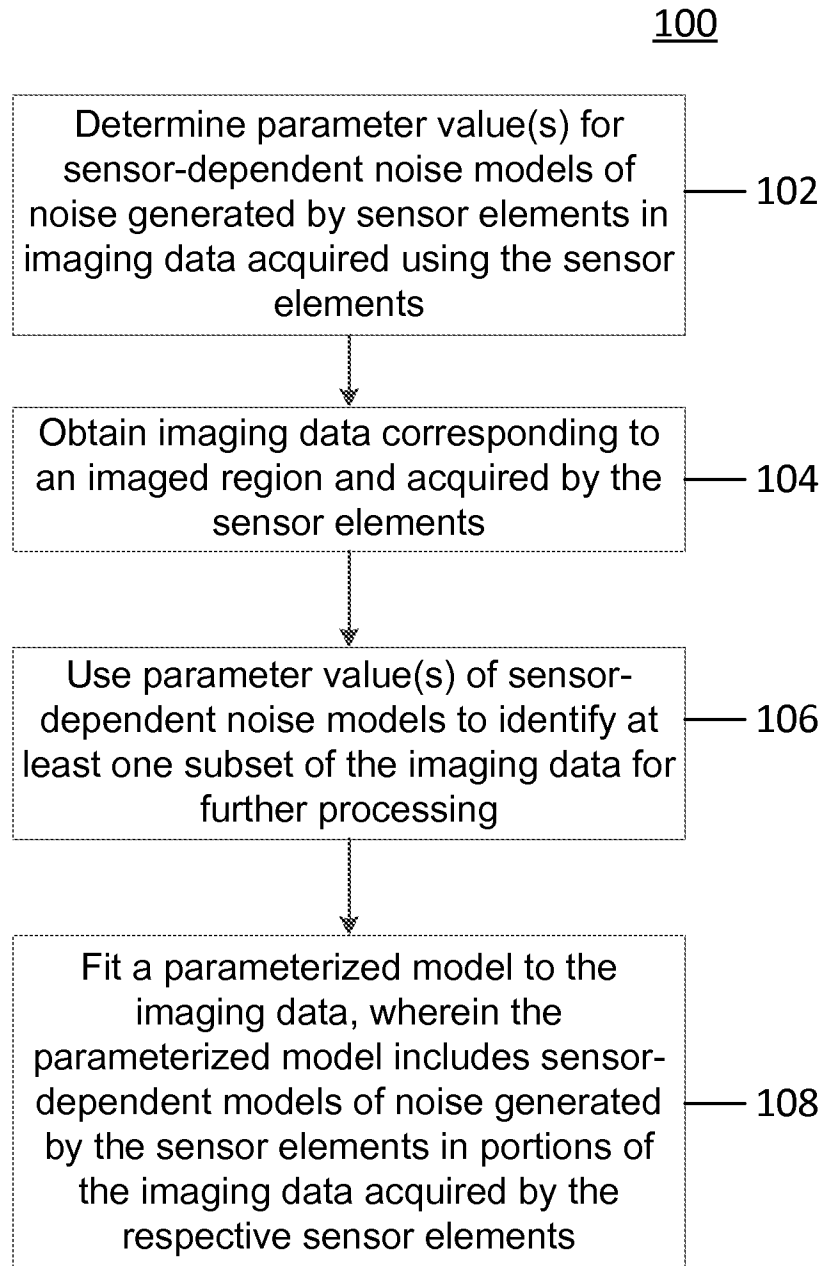 100
Determine parameter value(s) for
sensor-dependent noise models of
noise generated by sensor elements in
imaging data acquired using the sensor
elements
102
Obtain imaging data corresponding to
an imaged region and acquired by the
sensor elements
104
Use parameter value(s) of sensor-
dependent noise models to identify at
least one subset of the imaging data for
further processing
106
Fit a parameterized model to the
imaging data, wherein the
parameterized model includes sensor-
dependent models of noise generated
by the sensor elements in portions of
the imaging data acquired by the
respective sensor elements
108